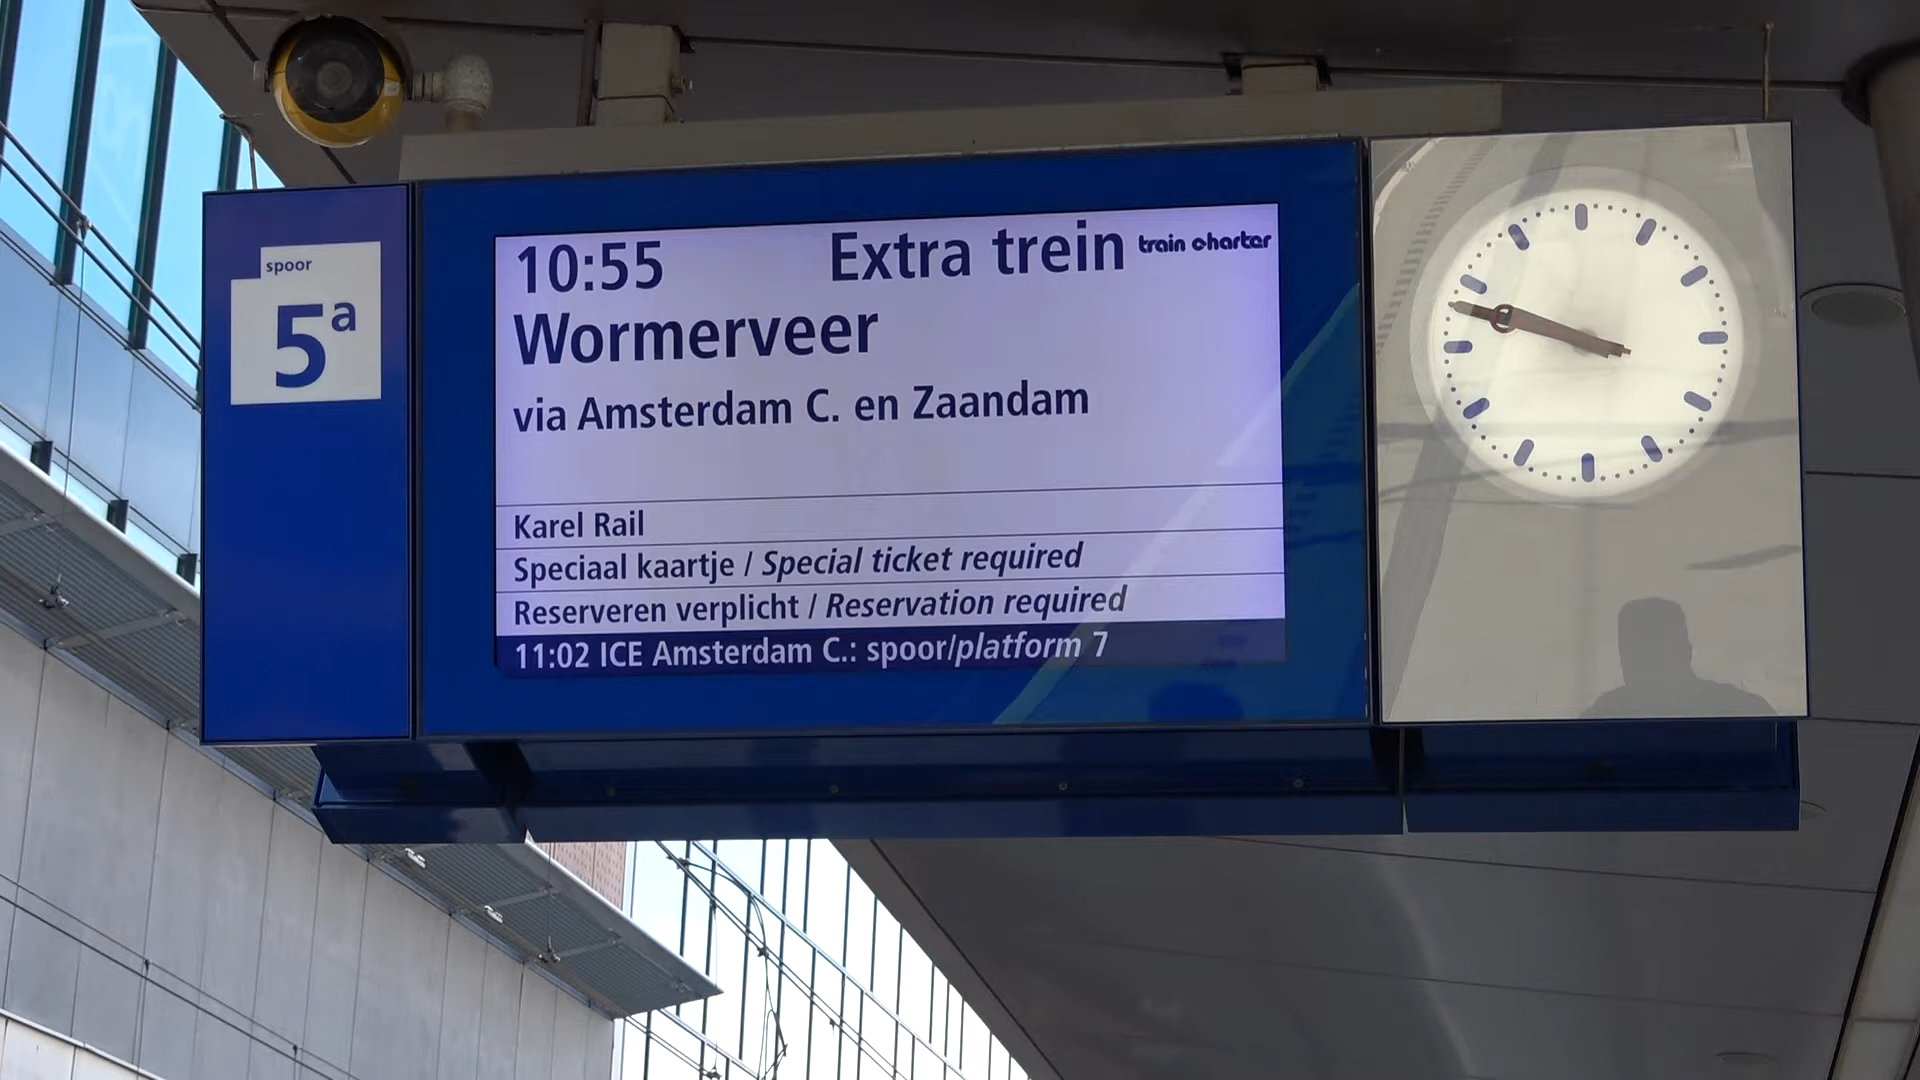 spoor
5a
10:55 Extra trein train charter
Wormerveer
via Amsterdam C. en Zaandam
Karel Rail
Speciaal kaartje / Special ticket required
Reserveren verplicht / Reservation required
11:02 ICE Amsterdam C.: spoor/platform 7